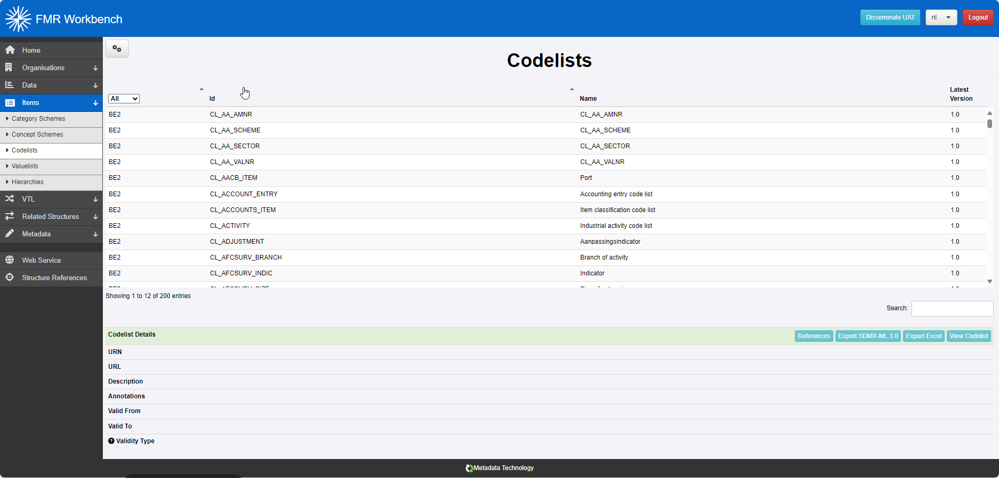 FMR Workbench
Disseminate UAT
nl
Logout
Home
Organisations
Data
Items
Category Schemes
Concept Schemes
Codelists
Valuelists
Hierarchies
VTL
Related Structures
Metadata
Web Service
Structure References
Codelists
All Id Name Latest Version
BE2 CL_AA_AMNR CL_AA_AMNR 1.0
BE2 CL_AA_SCHEME CL_AA_SCHEME 1.0
BE2 CL_AA_SECTOR CL_AA_SECTOR 1.0
BE2 CL_AA_VALNR CL_AA_VALNR 1.0
BE2 CL_AACB_ITEM Port 1.0
BE2 CL_ACCOUNT_ENTRY Accounting entry code list 1.0
BE2 CL_ACCOUNTS_ITEM Item classification code list 1.0
BE2 CL_ACTIVITY Industrial activity code list 1.0
BE2 CL_ADJUSTMENT Aanpassingsindicator 1.0
BE2 CL_AFCSURV_BRANCH Branch of activity 1.0
BE2 CL_AFCSURV_INDIC Indicator 1.0
Showing 1 to 12 of 200 entries
Search:
Codelist Details References Export SDMX-ML 3.0 Export Excel View Codelist
URN
URL
Description
Annotations
Valid From
Valid To
? Validity Type
Metadata Technology